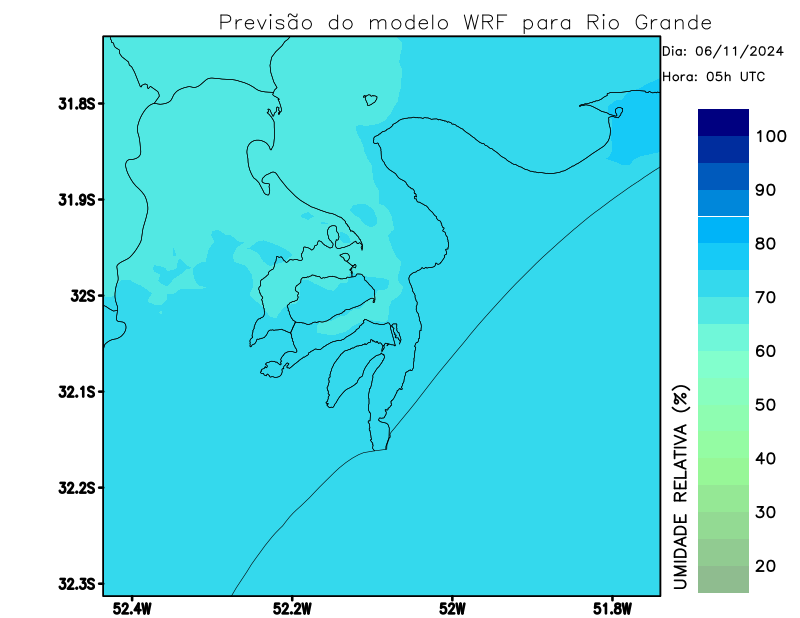 Previsão do modelo WRF para Rio Grande
Dia: 06/11/2024
Hora: 05h UTC
31.8S
31.9S
32S
32.1S
32.2S
32.3S
52.4W
52.2W
52W
51.8W
UMIDADE RELATIVA (%)
100
90
80
70
60
50
40
30
20